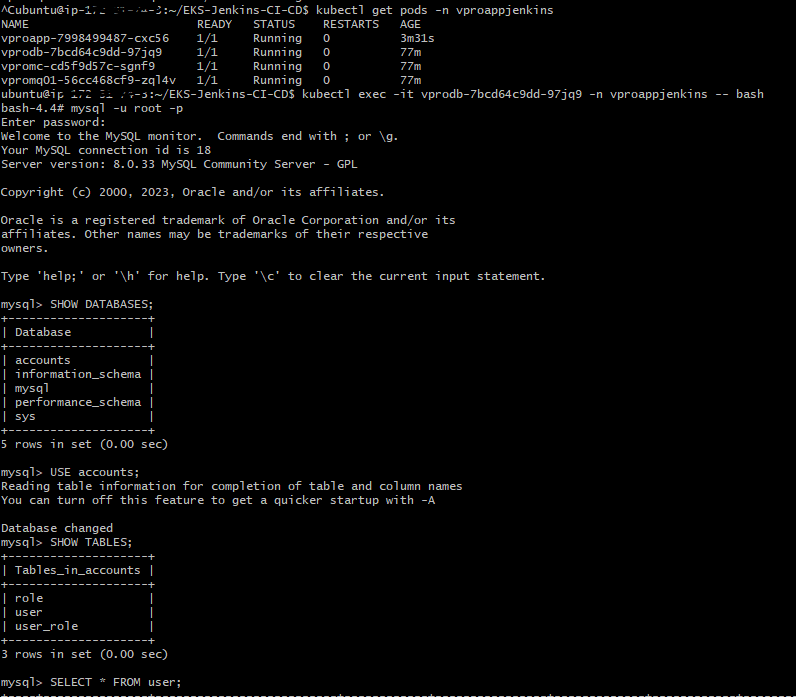 ^Cubuntu@ip-172-31-  -3:~/EKS-Jenkins-CI-CD$ kubectl get pods -n vproappjenkins
NAME                        READY   STATUS    RESTARTS   AGE
vproapp-7998499487-cxc56    1/1     Running   0          3m31s
vprodb-7bcd64c9dd-97jq9     1/1     Running   0          77m
vpromc-cd5f9d57c-sgnf9      1/1     Running   0          77m
vpromq01-56cc468cf9-zql4v   1/1     Running   0          77m
ubuntu@ip-172-31-  -3:~/EKS-Jenkins-CI-CD$ kubectl exec -it vprodb-7bcd64c9dd-97jq9 -n vproappjenkins -- bash
bash-4.4# mysql -u root -p
Enter password:
Welcome to the MySQL monitor.  Commands end with ; or \g.
Your MySQL connection id is 18
Server version: 8.0.33 MySQL Community Server - GPL
Copyright (c) 2000, 2023, Oracle and/or its affiliates.
Oracle is a registered trademark of Oracle Corporation and/or its
affiliates. Other names may be trademarks of their respective
owners.
Type 'help;' or '\h' for help. Type '\c' to clear the current input statement.
mysql> SHOW DATABASES;
+--------------------+
| Database           |
+--------------------+
| accounts           |
| information_schema |
| mysql              |
| performance_schema |
| sys                |
+--------------------+
5 rows in set (0.00 sec)
mysql> USE accounts;
Reading table information for completion of table and column names
You can turn off this feature to get a quicker startup with -A
Database changed
mysql> SHOW TABLES;
+--------------------+
| Tables_in_accounts |
+--------------------+
| role               |
| user               |
| user_role          |
+--------------------+
3 rows in set (0.00 sec)
mysql> SELECT * FROM user;